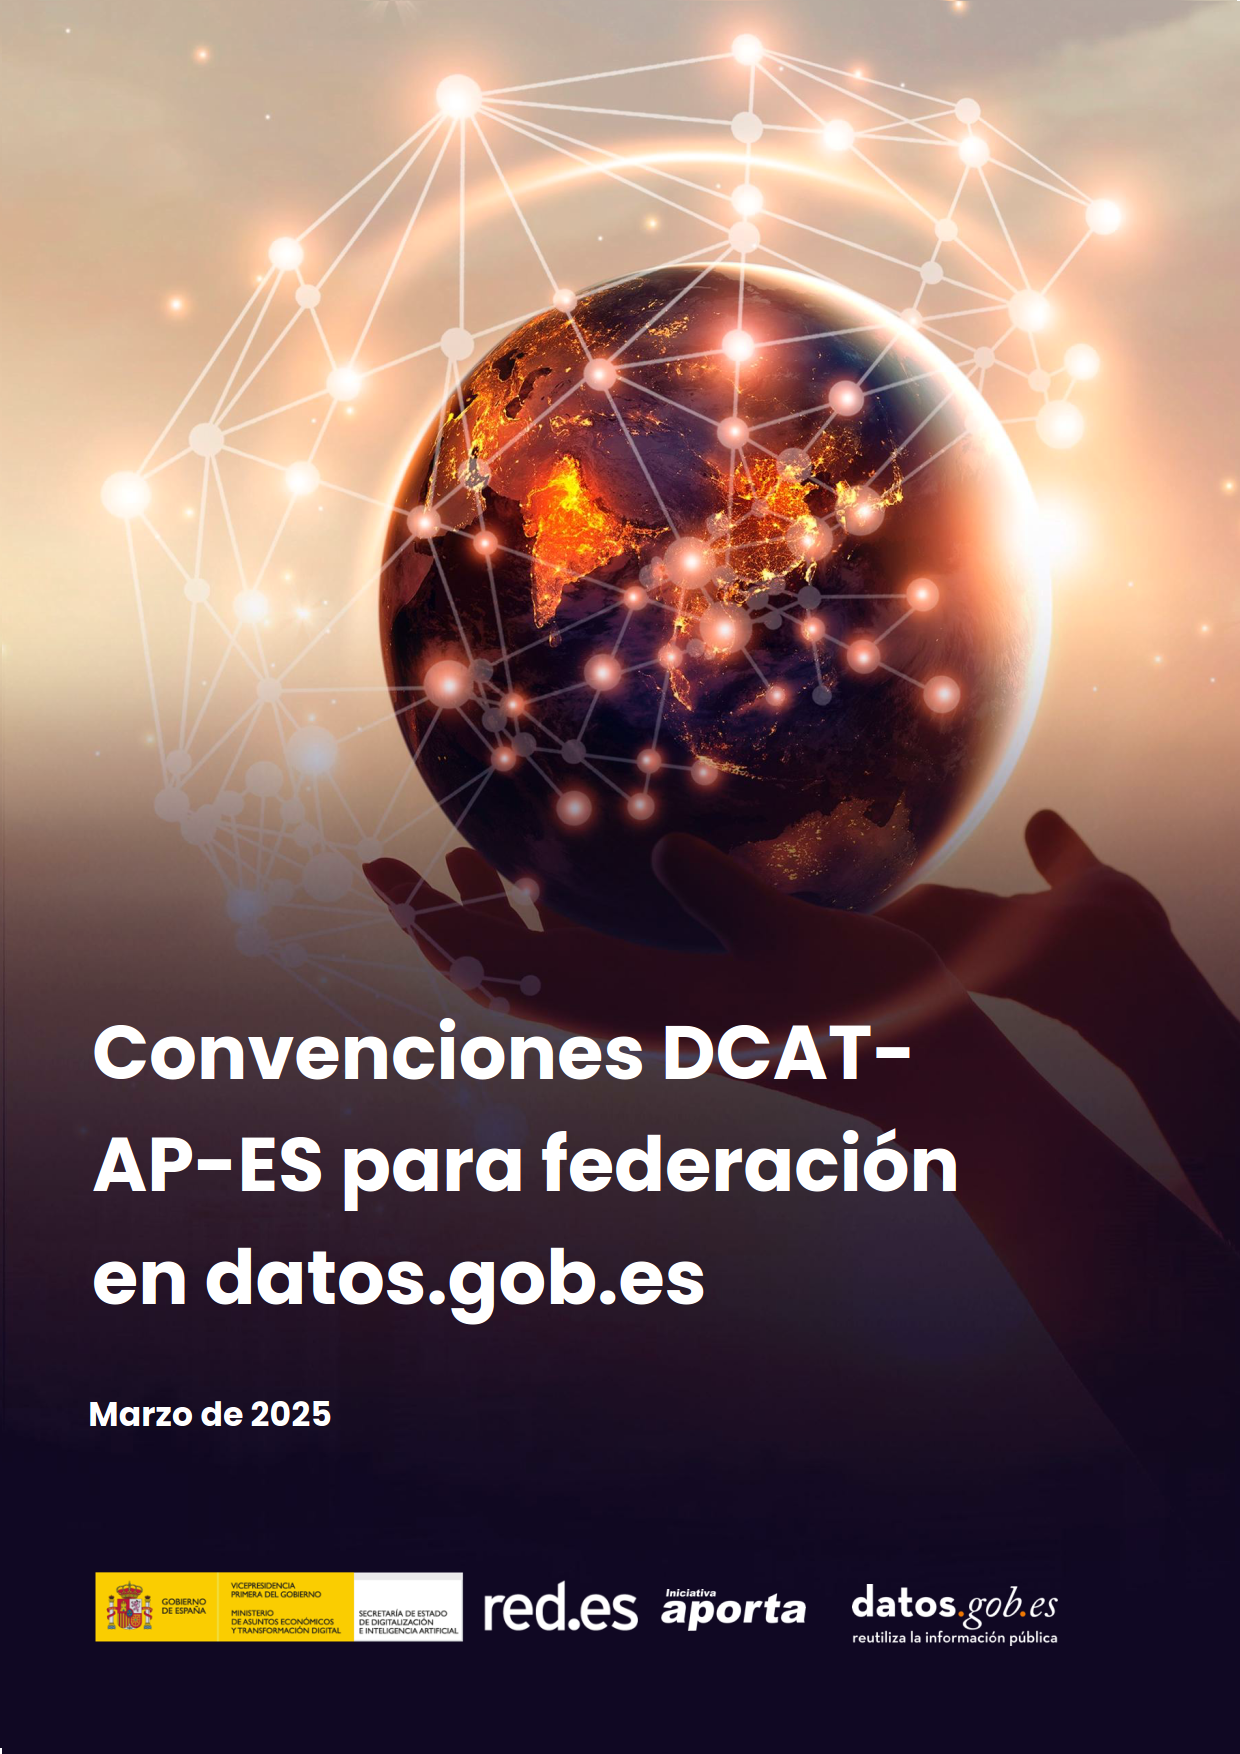 Convenciones DCAT-
AP-ES para federación
en datos.gob.es
Marzo de 2025
GOBIERNO
DE ESPAÑA
VICEPRESIDENCIA
PRIMERA DEL GOBIERNO
MINISTERIO
DE ASUNTOS ECONÓMICOS
Y TRANSFORMACIÓN DIGITAL
SECRETARÍA DE ESTADO
DE DIGITALIZACIÓN
E INTELIGENCIA ARTIFICIAL
red.es
Iniciativa
aporta
datos.gob.es
reutiliza la información pública